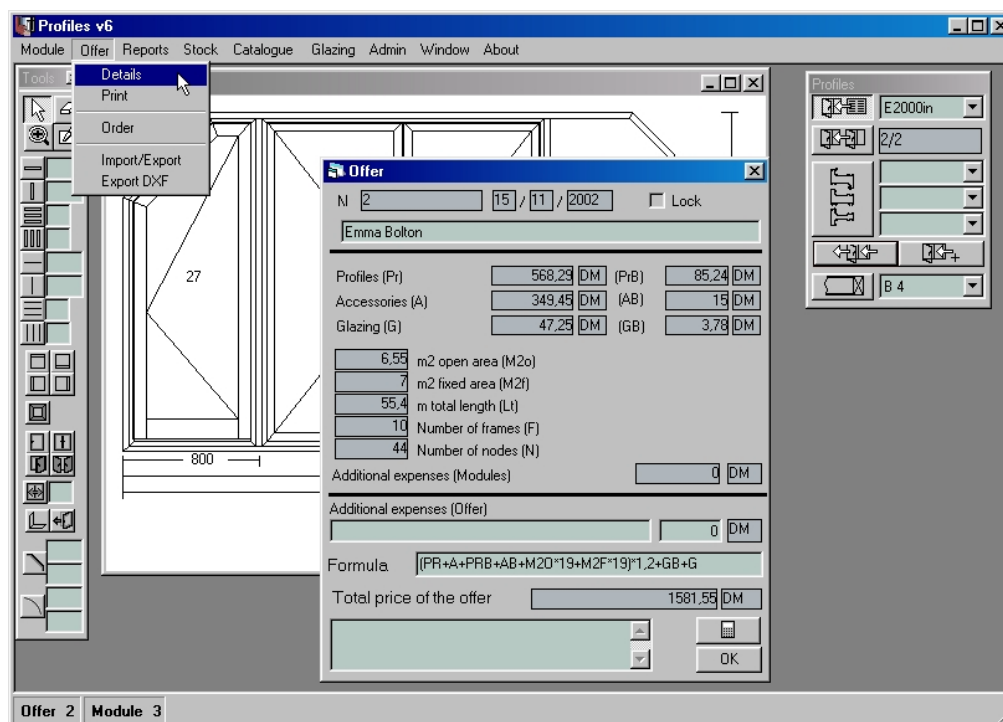 Profiles v6
Module Offer Reports Stock Catalogue Glazing Admin Window About
Tools
Details
Print
Order
Import/Export
Export DXF
27
800
Offer
N 2 15 / 11 / 2002 Lock
Emma Bolton
Profiles (Pr) 568,29 DM (PrB) 85,24 DM
Accessories (A) 349,45 DM (AB) 15 DM
Glazing (G) 47,25 DM (GB) 3,78 DM
6,55 m2 open area (M2o)
7 m2 fixed area (M2f)
55,4 m total length (Lt)
10 Number of frames (F)
44 Number of nodes (N)
Additional expenses (Modules) 0 DM
Additional expenses (Offer)
0 DM
Formula (PR+A+PRB+AB+M2O*19+M2F*19)*1,2+GB+G
Total price of the offer 1581,55 DM
OK
Profiles
E2000in
2/2
B 4
Offer 2 Module 3